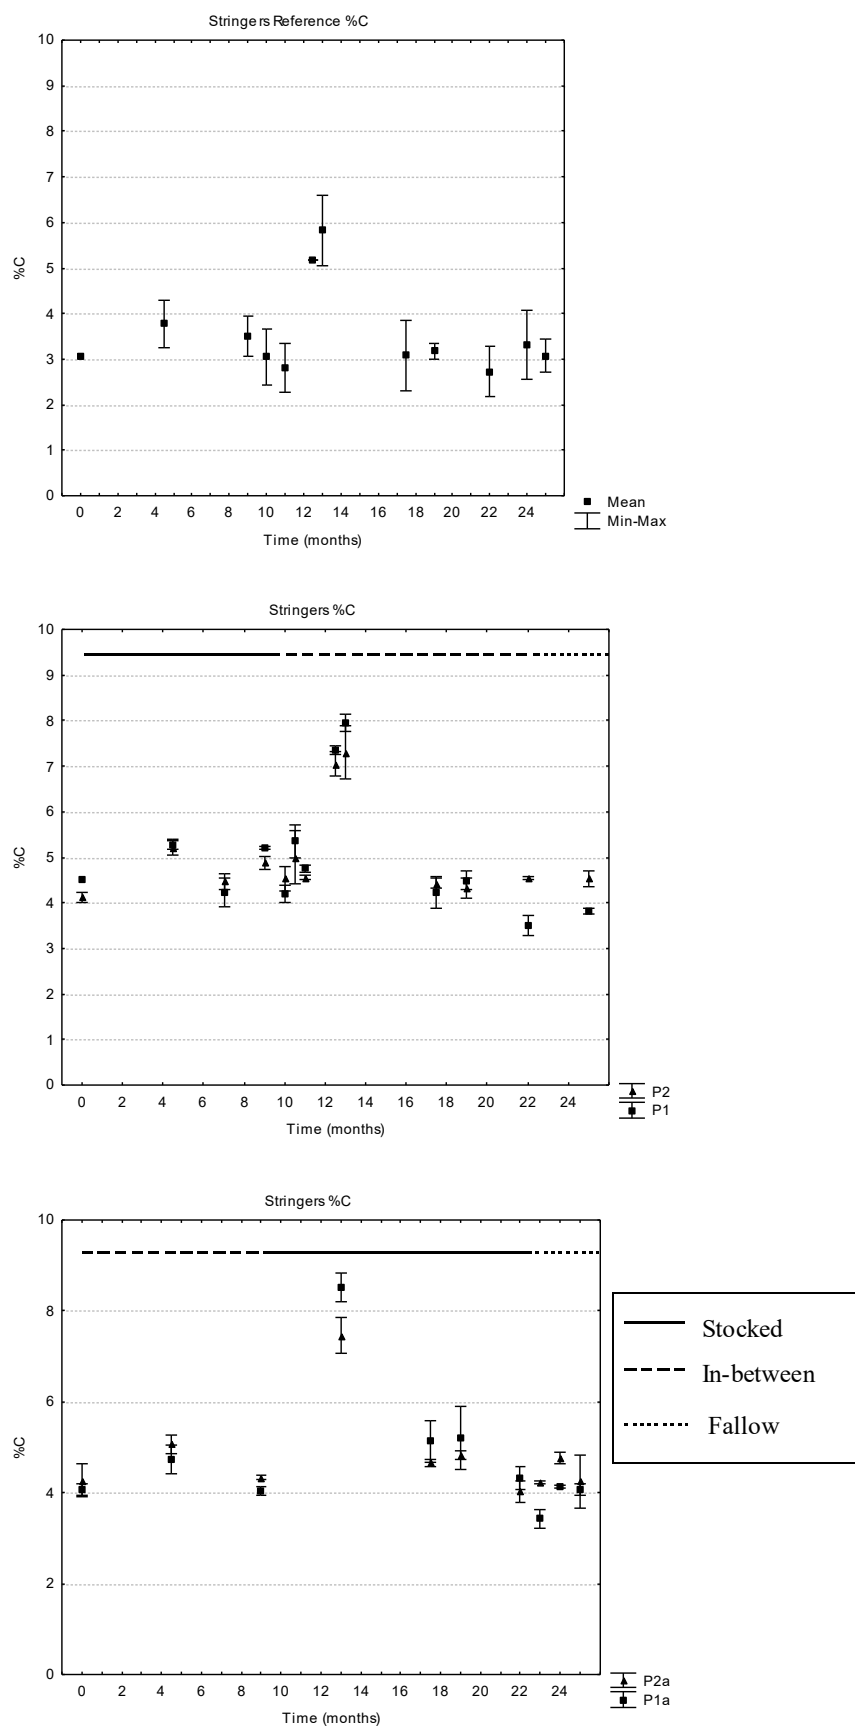 Stringers Reference %C
10
9
8
7
6
5
4
3
2
1
0
%C
0 2 4 6 8 10 12 14 16 18 20 22 24
Time (months)
Mean
Min-Max
Stringers %C
10
9
8
7
6
5
4
3
2
1
0
%C
0 2 4 6 8 10 12 14 16 18 20 22 24
Time (months)
P2
P1
Stringers %C
10
8
6
4
2
0
%C
0 2 4 6 8 10 12 14 16 18 20 22 24
Time (months)
Stocked
In-between
Fallow
P2a
P1a